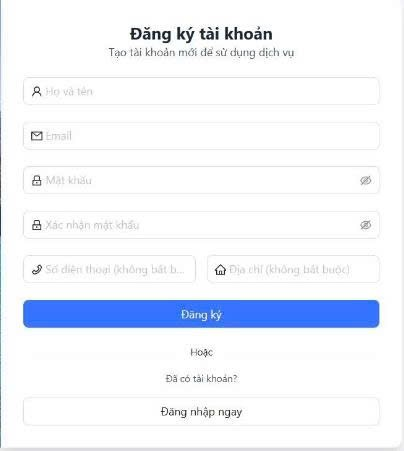 Đăng ký tài khoản
Tạo tài khoản mới để sử dụng dịch vụ
Họ và tên
Email
Mật khẩu
Xác nhận mật khẩu
Số điện thoại (không bắt b...
Địa chỉ (không bắt buộc)
Đăng ký
Hoặc
Đã có tài khoản?
Đăng nhập ngay